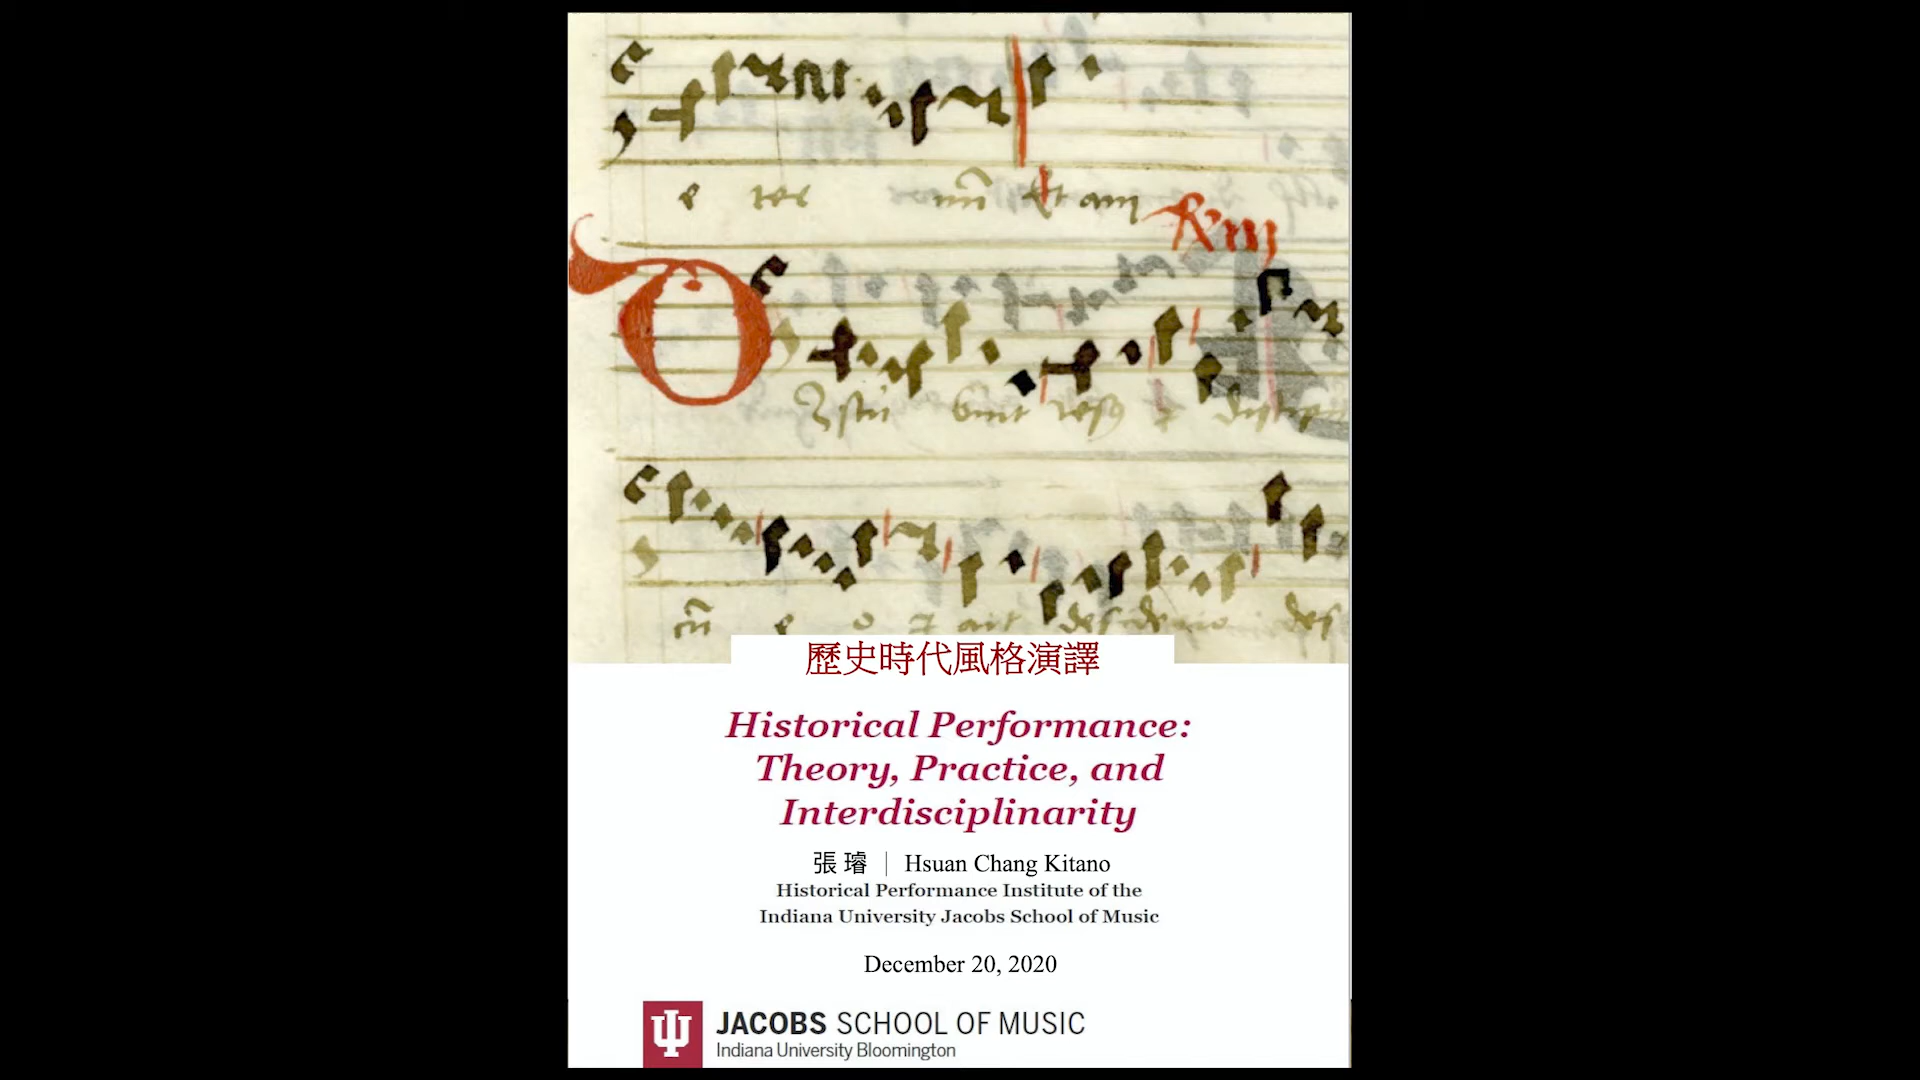 歷史時代風格演譯
Historical Performance:
Theory, Practice, and
Interdisciplinarity
張 璿 | Hsuan Chang Kitano
Historical Performance Institute of the
Indiana University Jacobs School of Music
December 20, 2020
JACOBS SCHOOL OF MUSIC
Indiana University Bloomington